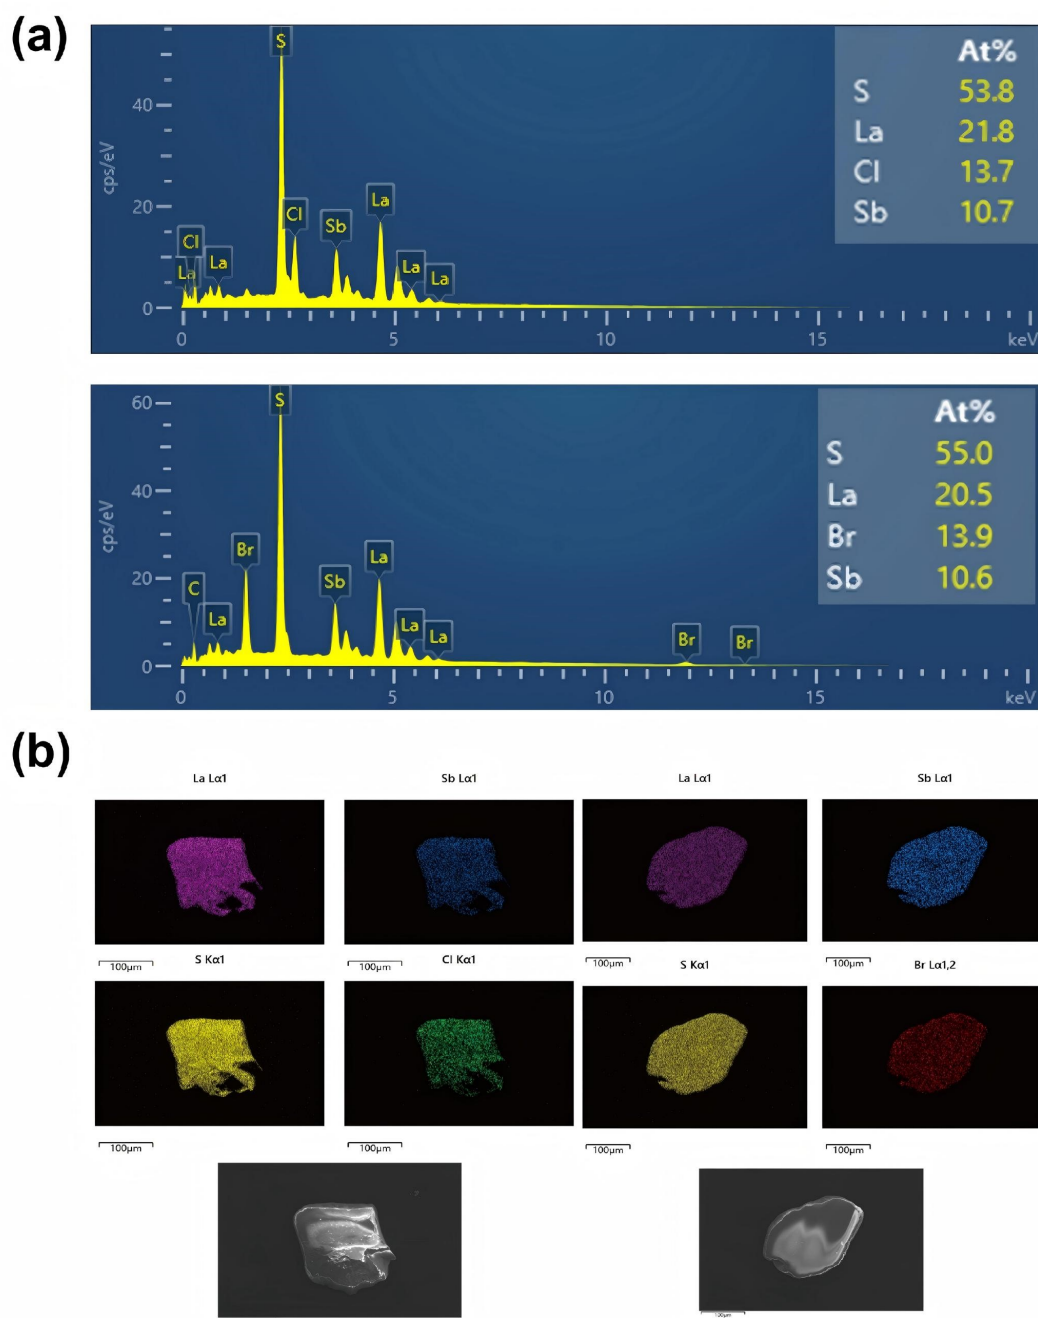 (a)
S
Cl
Sb
La
Cl
La
La
La
La
cps/eV
40
20
0
0
5
10
15
keV
At%
S 53.8
La 21.8
Cl 13.7
Sb 10.7
S
Br
Sb
La
C
La
La
La
Br
Br
cps/eV
60
40
20
0
0
5
10
15
keV
At%
S 55.0
La 20.5
Br 13.9
Sb 10.6
(b)
La Lα1
Sb Lα1
La Lα1
Sb Lα1
100μm
100μm
100μm
100μm
S Kα1
Cl Kα1
S Kα1
Br Lα1,2
100μm
100μm
100μm
100μm
100μm